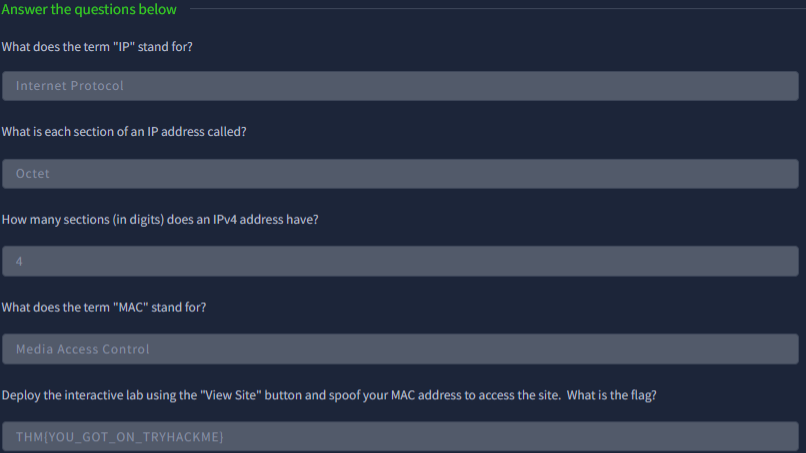 Answer the questions below
What does the term "IP" stand for?
Internet Protocol
What is each section of an IP address called?
Octet
How many sections (in digits) does an IPv4 address have?
4
What does the term "MAC" stand for?
Media Access Control
Deploy the interactive lab using the "View Site" button and spoof your MAC address to access the site.  What is the flag?
THM{YOU_GOT_ON_TRYHACKME}